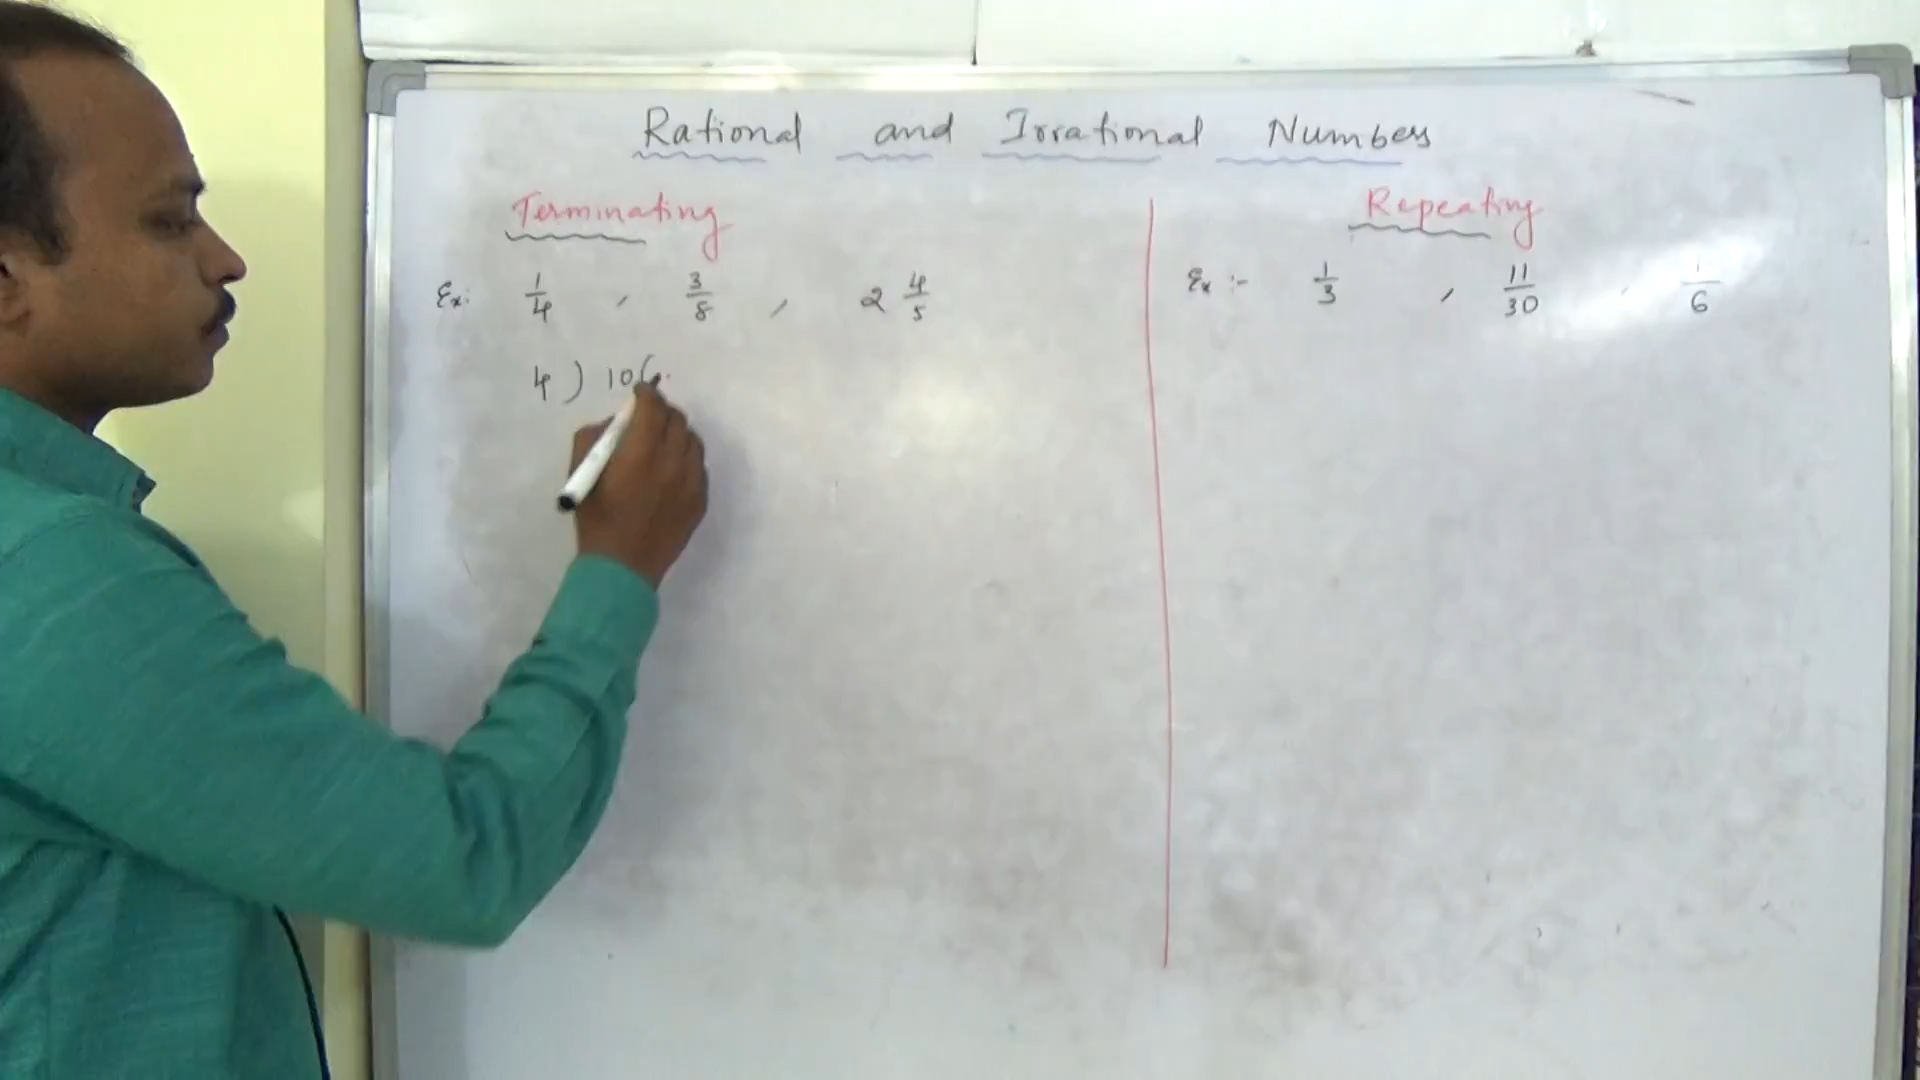 Rational and Irrational Numbers
Terminating
Ex: 1/4 , 3/8 , 2 4/5
4 ) 10 (
Repeating
Ex :- 1/3 , 11/30 , 1/6